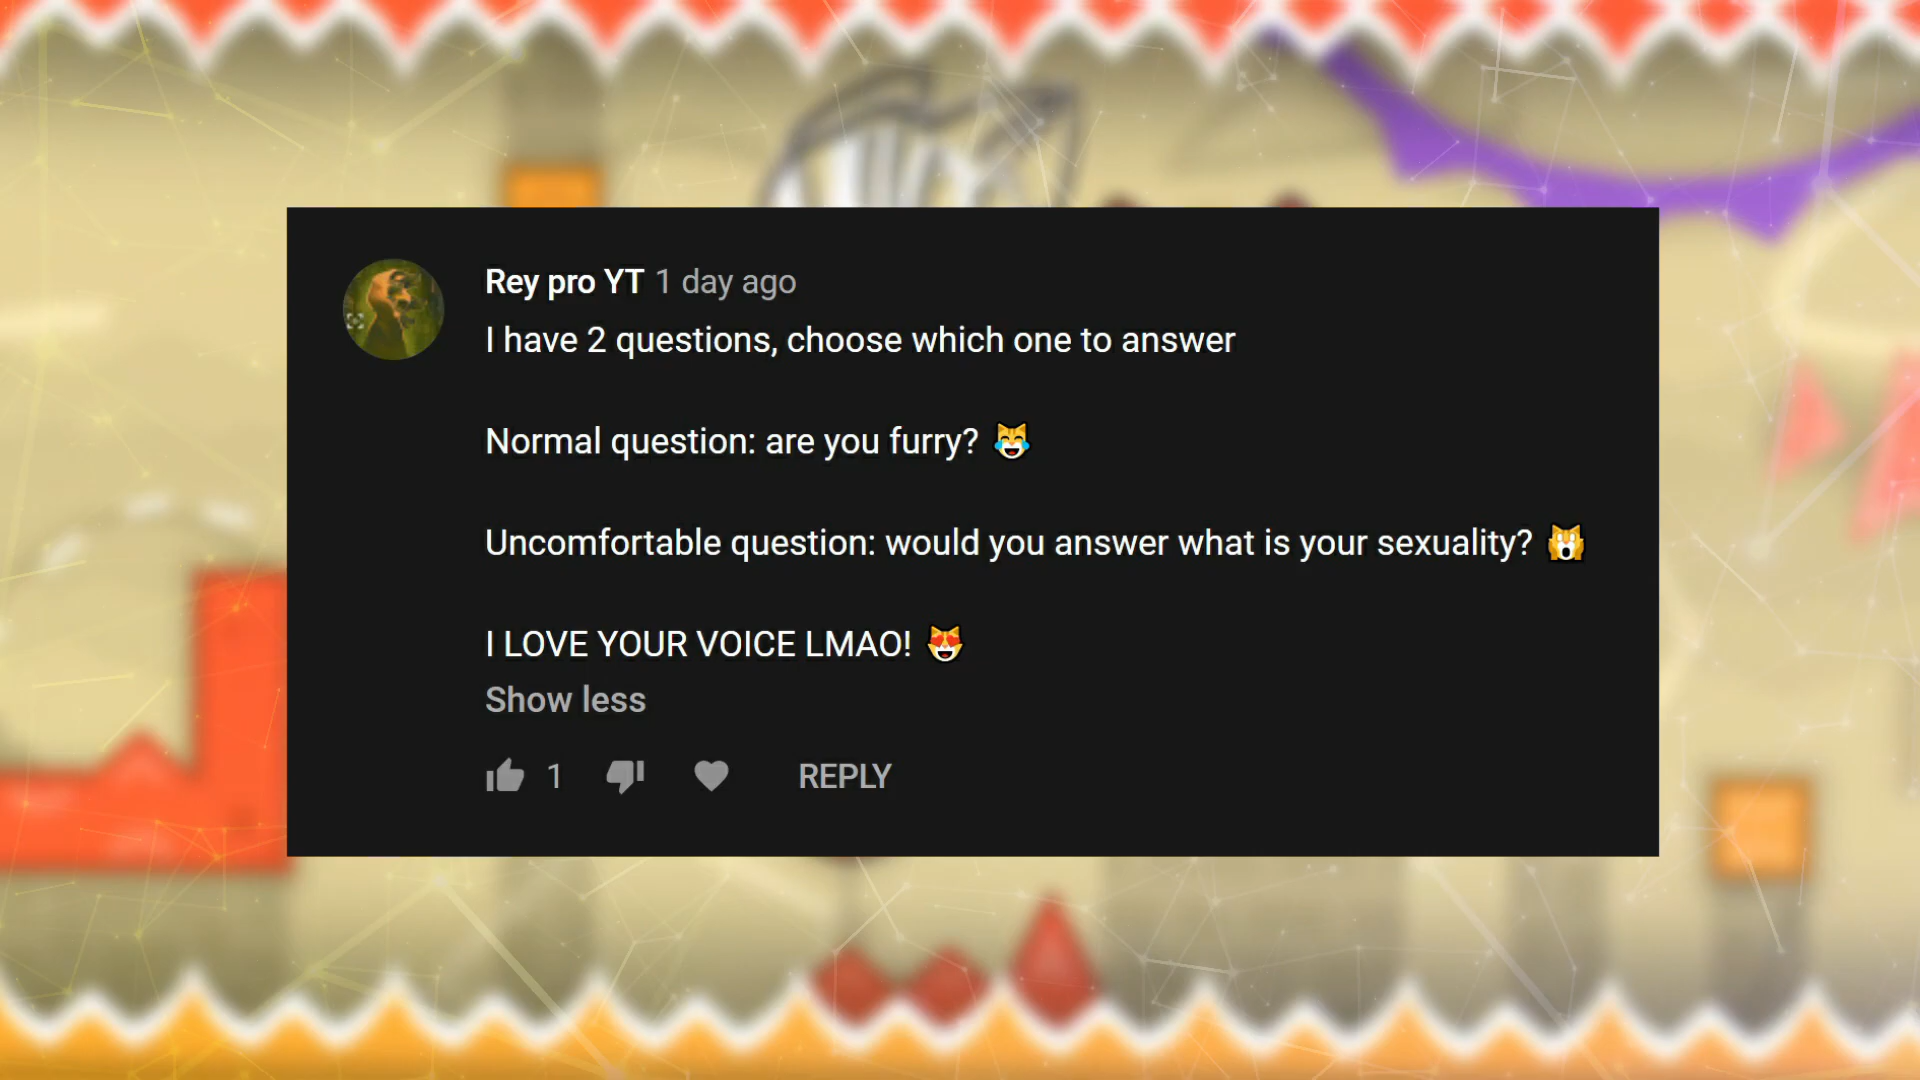 Rey pro YT 1 day ago
I have 2 questions, choose which one to answer
Normal question: are you furry? 😹
Uncomfortable question: would you answer what is your sexuality? 🙀
I LOVE YOUR VOICE LMAO! 😻
Show less
1 REPLY